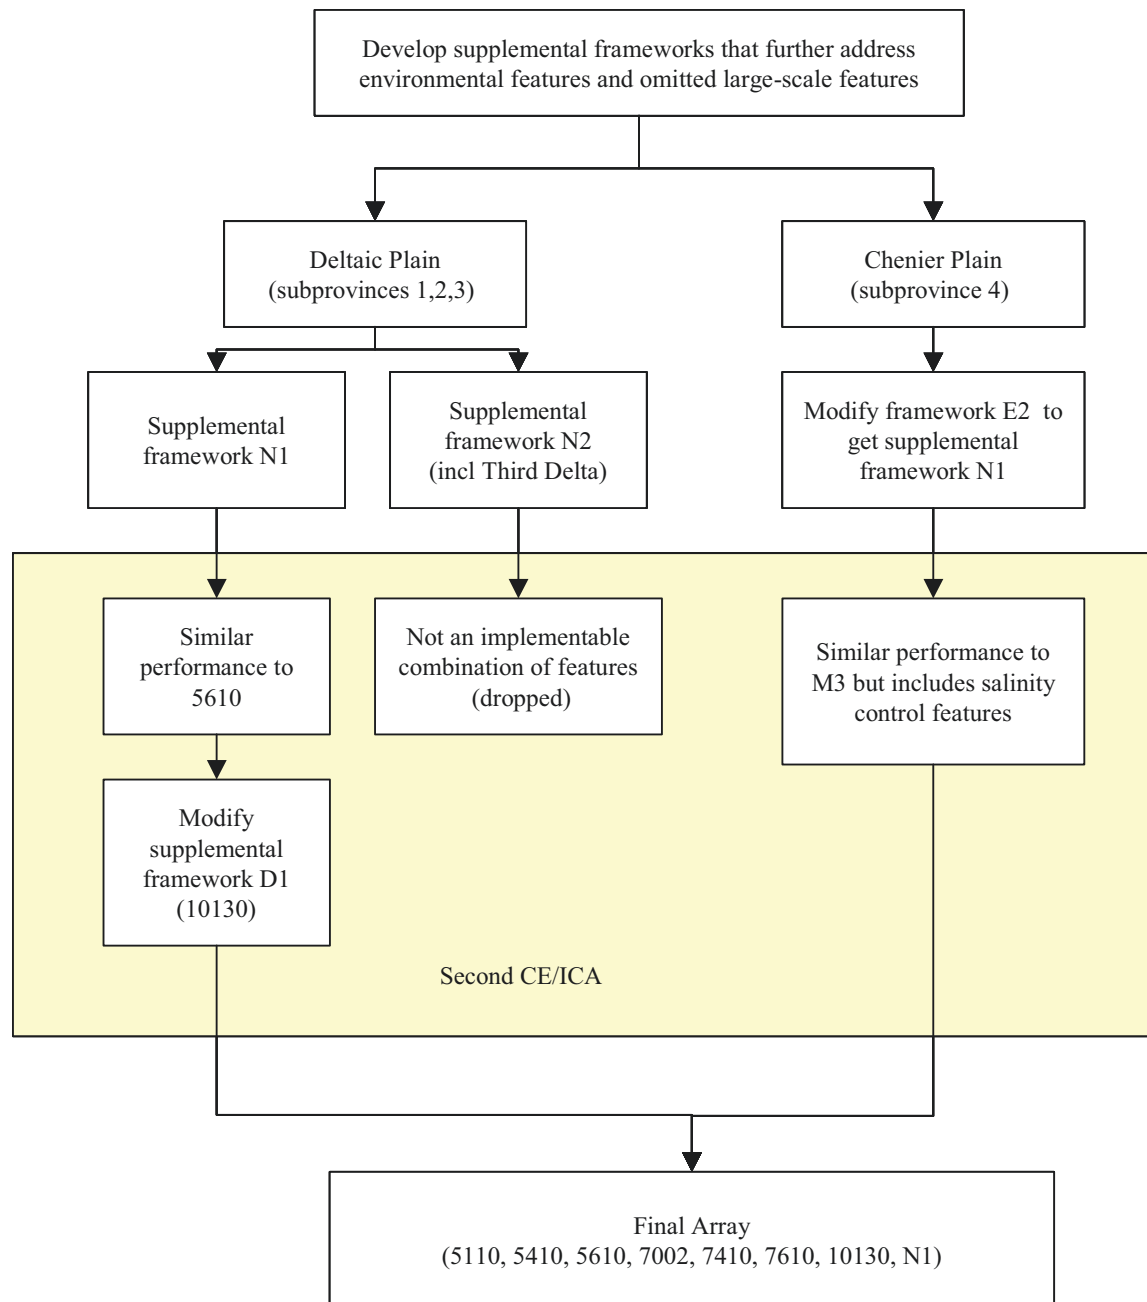 Develop supplemental frameworks that further address
environmental features and omitted large-scale features
Deltaic Plain
(subprovinces 1,2,3)
Chenier Plain
(subprovince 4)
Supplemental
framework N1
Supplemental
framework N2
(incl Third Delta)
Modify framework E2 to
get supplemental
framework N1
Similar
performance to
5610
Not an implementable
combination of features
(dropped)
Similar performance to
M3 but includes salinity
control features
Modify
supplemental
framework D1
(10130)
Second CE/ICA
Final Array
(5110, 5410, 5610, 7002, 7410, 7610, 10130, N1)